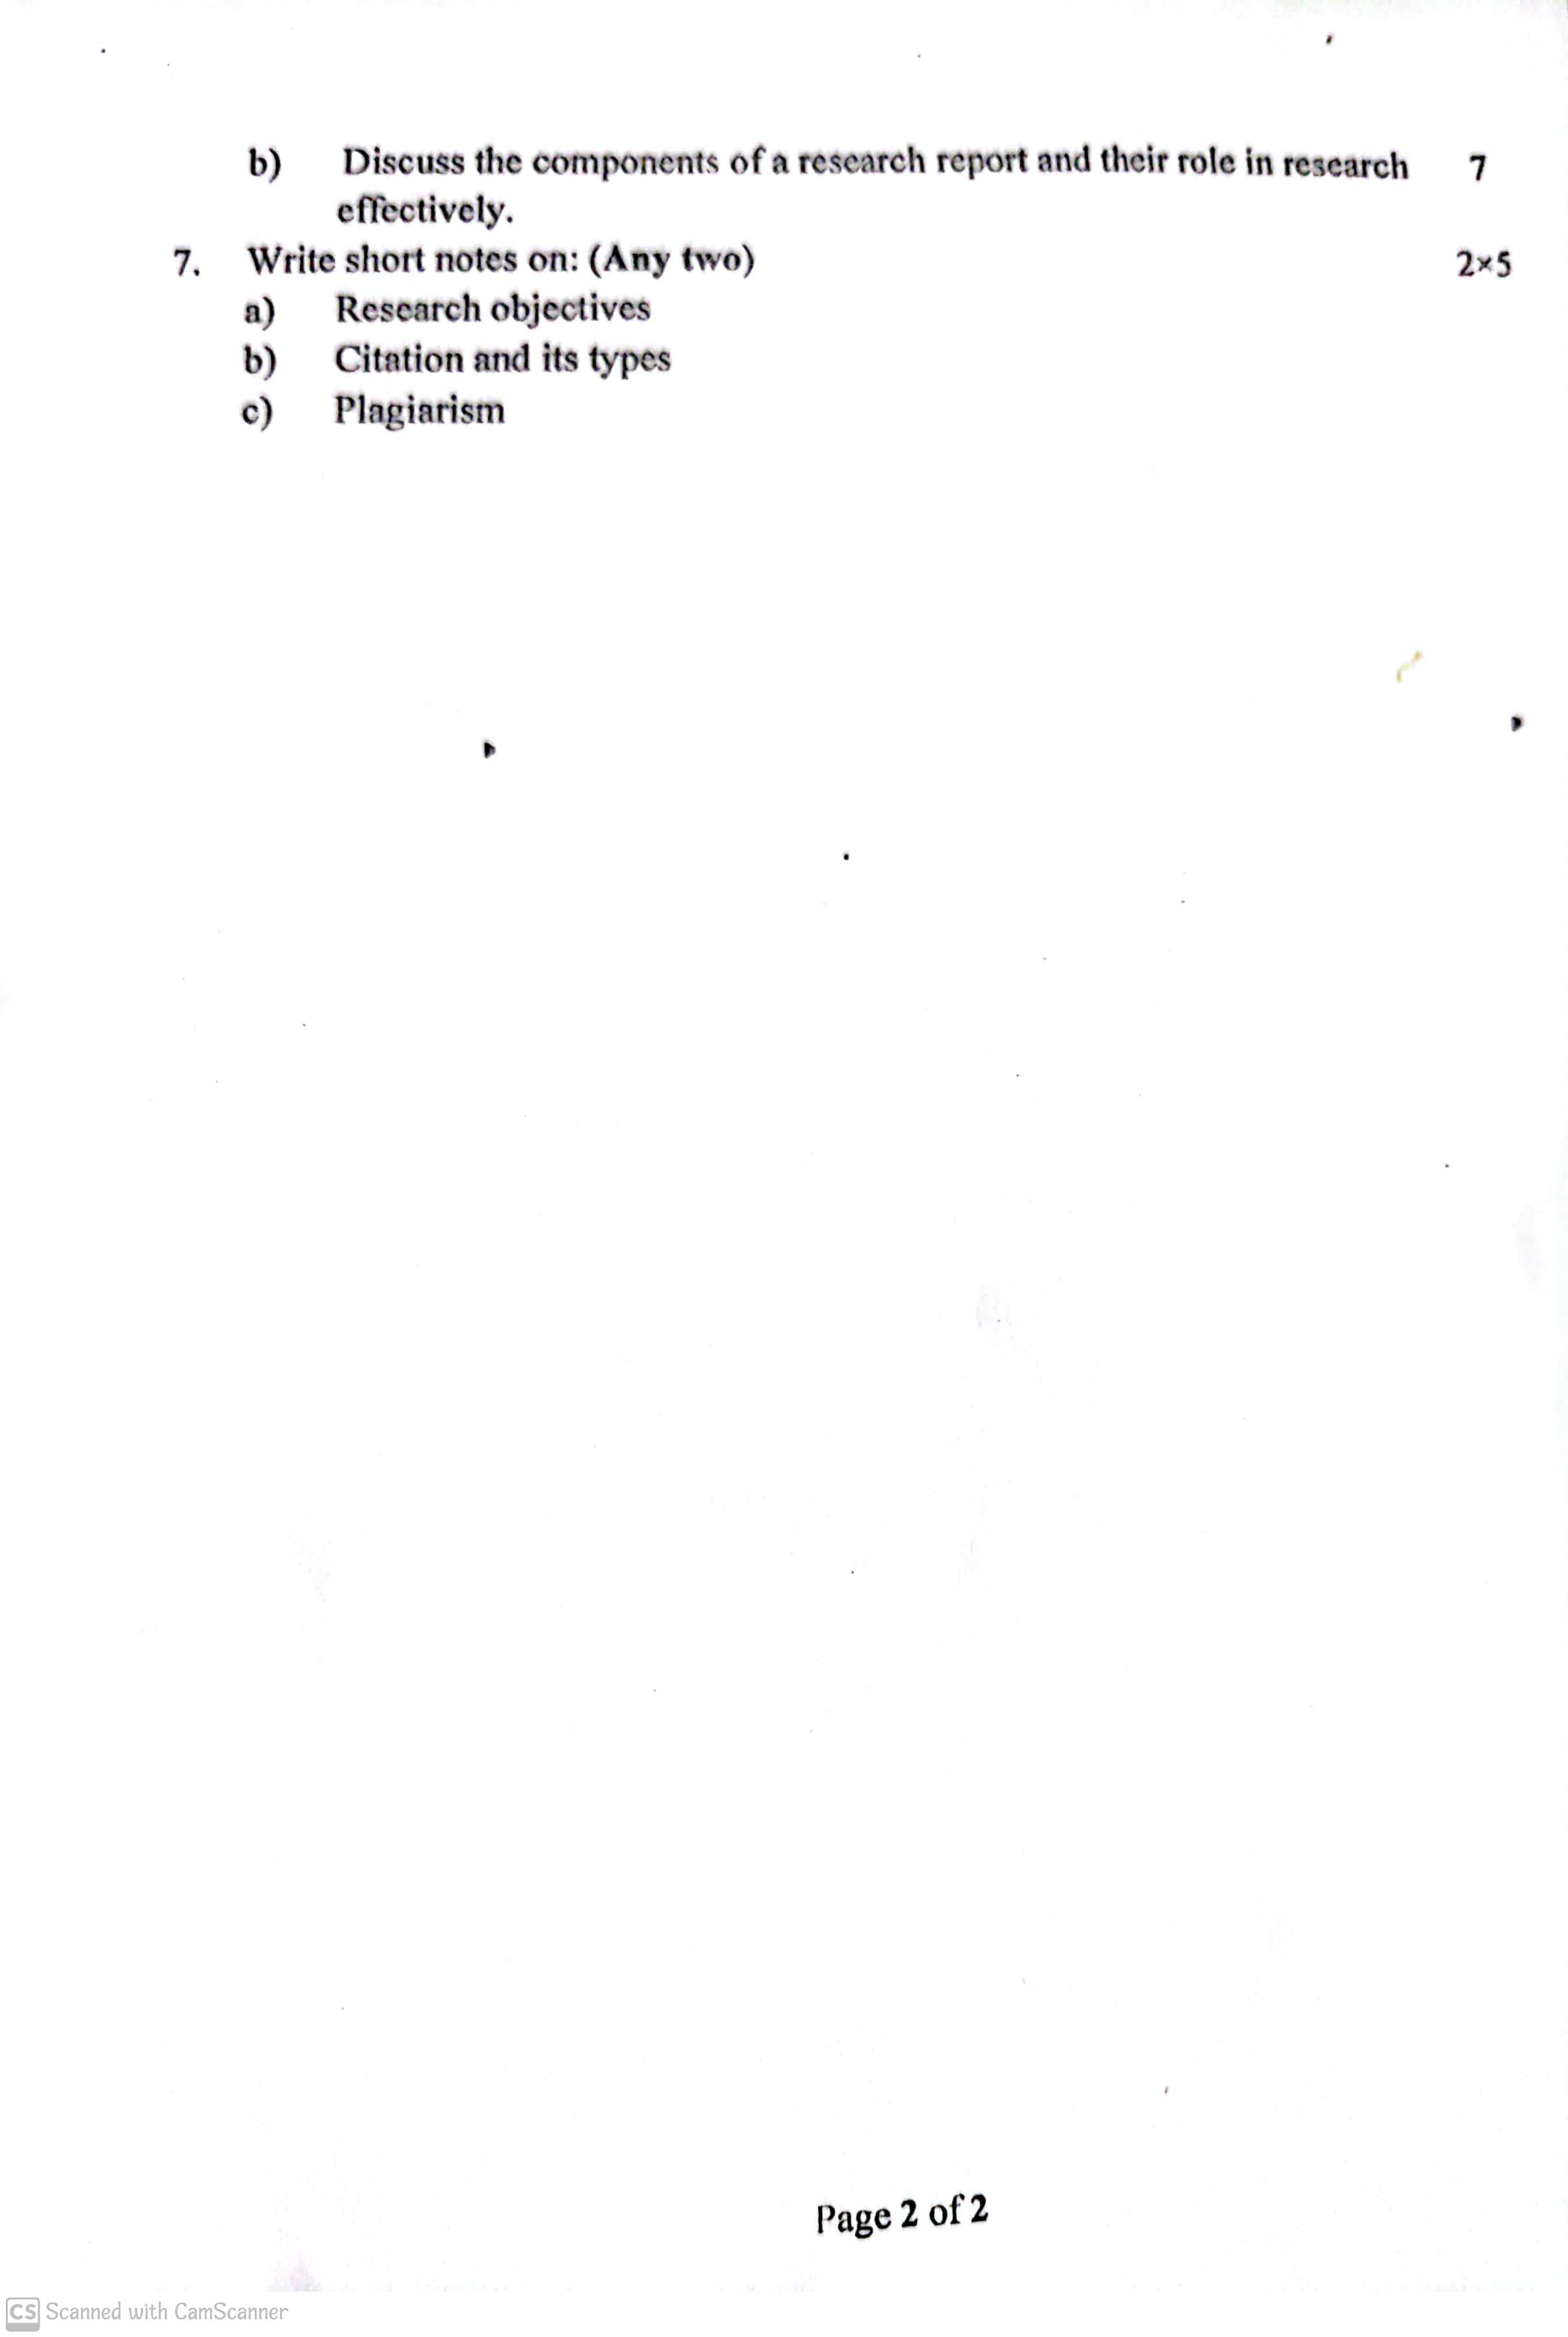 b) Discuss the components of a research report and their role in research 7
effectively.
7. Write short notes on: (Any two) 2×5
a) Research objectives
b) Citation and its types
c) Plagiarism
Page 2 of 2
CS Scanned with CamScanner